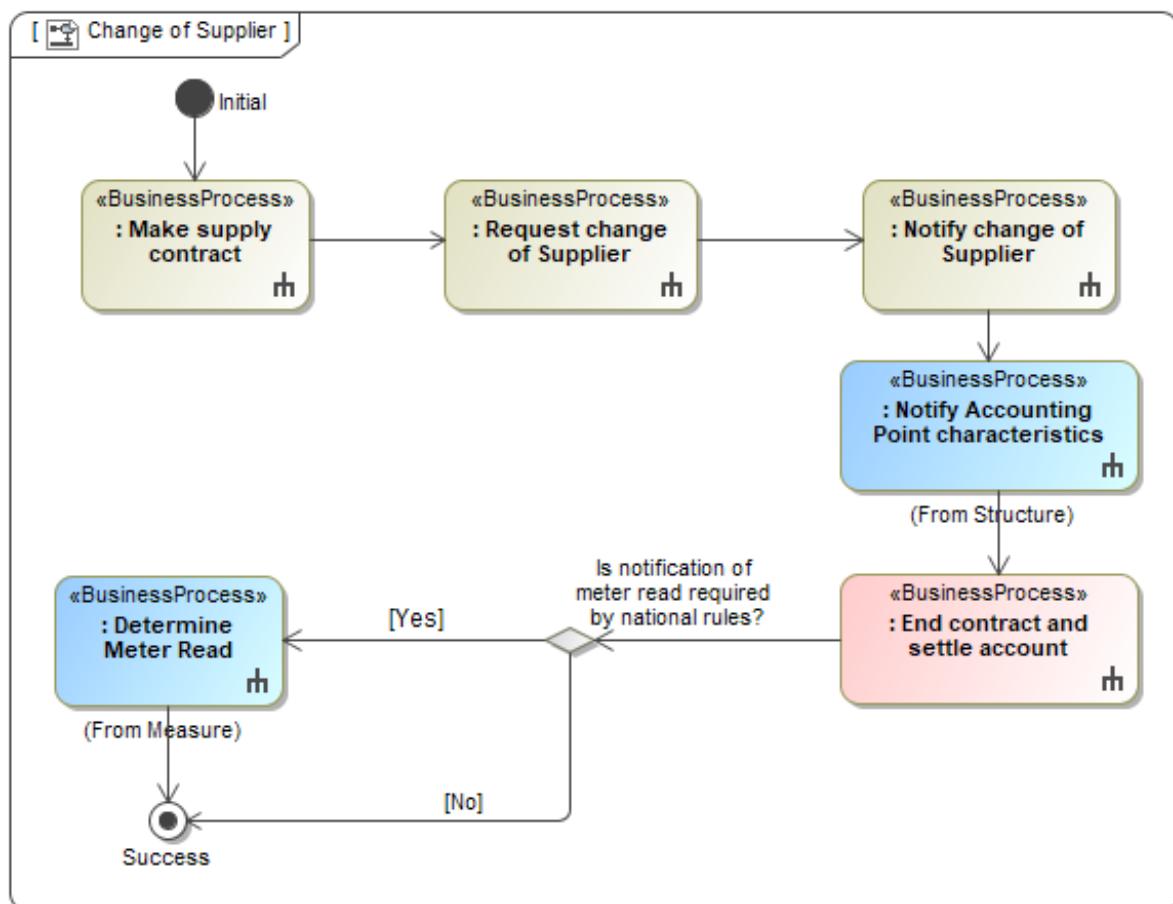 [ Change of Supplier ]
Initial
«BusinessProcess»
: Make supply
contract
«BusinessProcess»
: Request change
of Supplier
«BusinessProcess»
: Notify change of
Supplier
«BusinessProcess»
: Notify Accounting
Point characteristics
(From Structure)
«BusinessProcess»
: End contract and
settle account
Is notification of
meter read required
by national rules?
[Yes]
«BusinessProcess»
: Determine
Meter Read
(From Measure)
[No]
Success